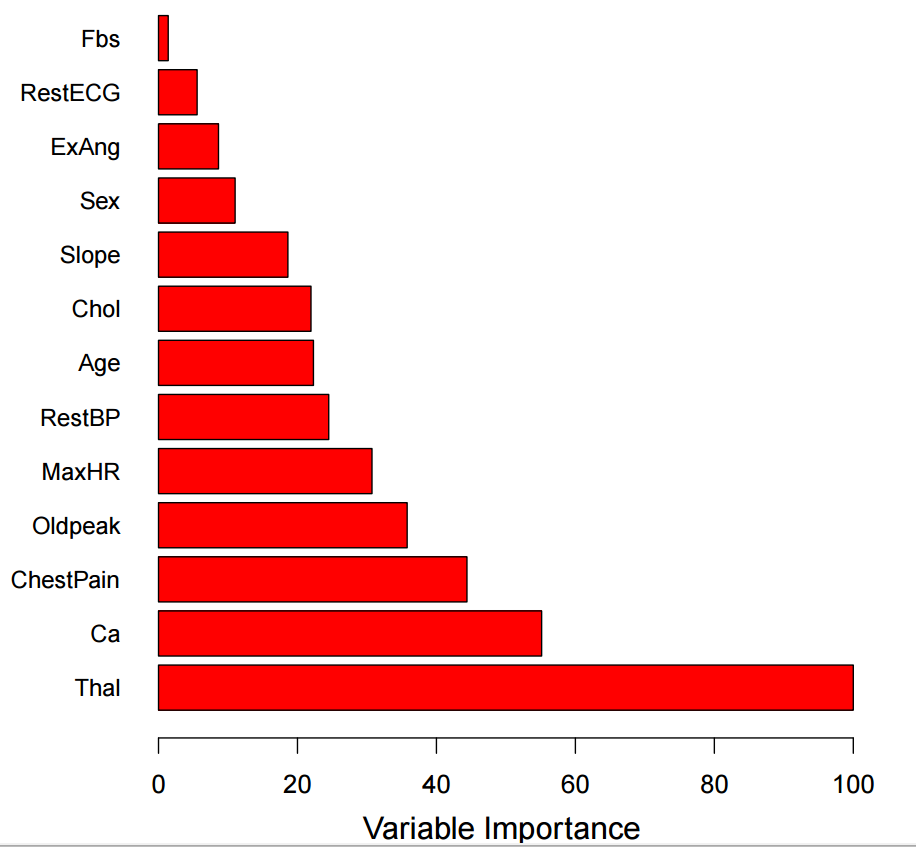 Fbs
RestECG
ExAng
Sex
Slope
Chol
Age
RestBP
MaxHR
Oldpeak
ChestPain
Ca
Thal
0 20 40 60 80 100
Variable Importance